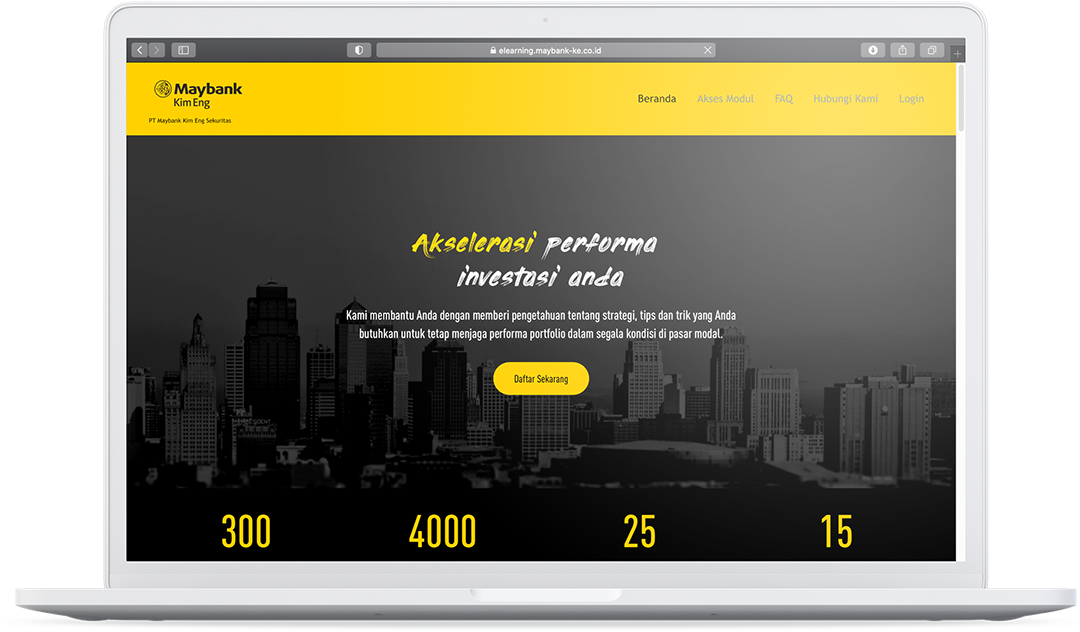 elearning.maybank-ke.co.id
Maybank
Kim Eng
PT Maybank Kim Eng Sekuritas
Beranda Akses Modul FAQ Hubungi Kami Login
Akselerasi performa
investasi anda
Kami membantu Anda dengan memberi pengetahuan tentang strategi, tips dan trik yang Anda
butuhkan untuk tetap menjaga performa portfolio dalam segala kondisi di pasar modal.
Daftar Sekarang
300 4000 25 15